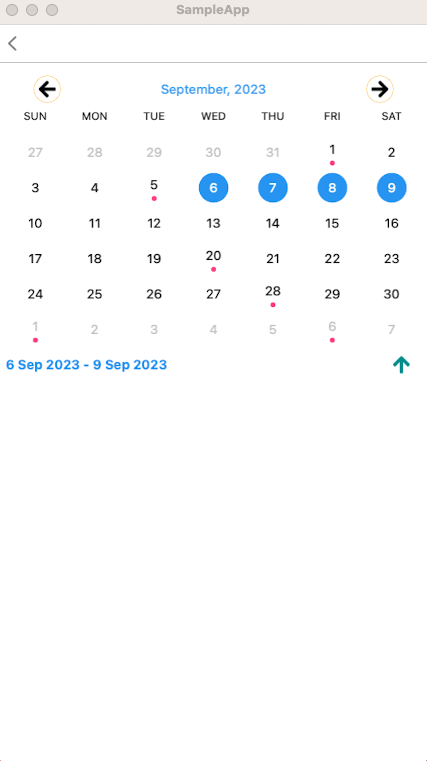 SampleApp
September, 2023
SUN MON TUE WED THU FRI SAT
27 28 29 30 31 1 2
3 4 5 6 7 8 9
10 11 12 13 14 15 16
17 18 19 20 21 22 23
24 25 26 27 28 29 30
1 2 3 4 5 6 7
6 Sep 2023 - 9 Sep 2023